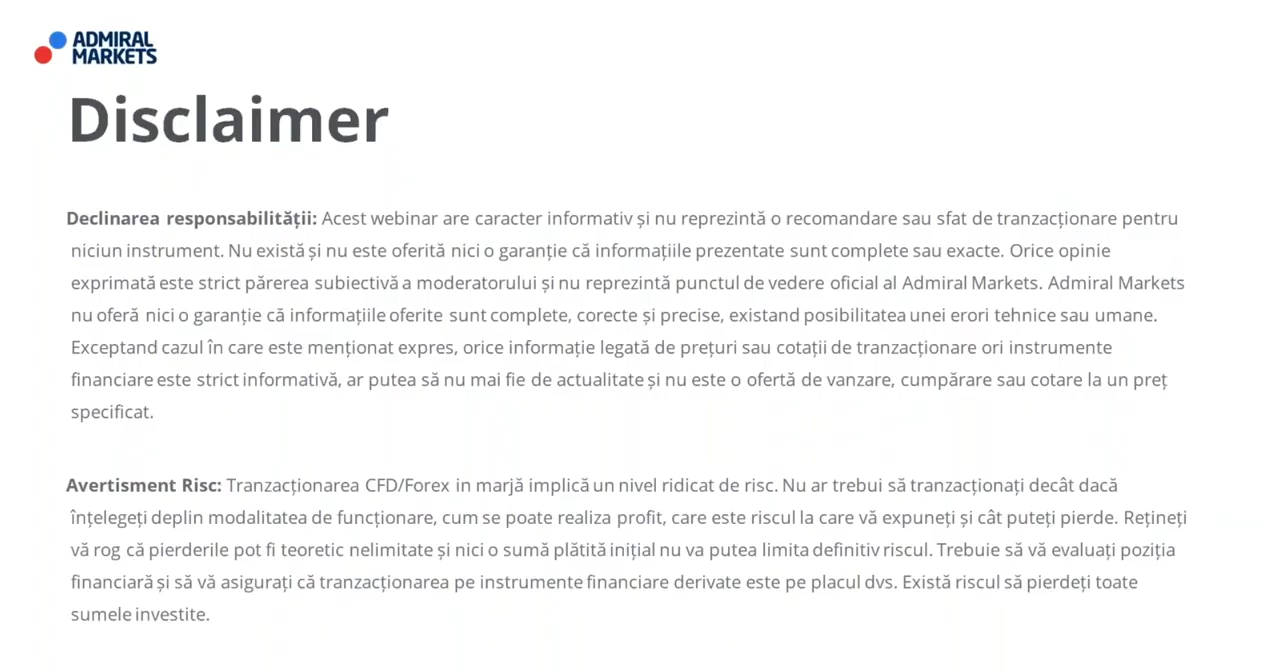 ADMIRAL
MARKETS
Disclaimer
Declinarea responsabilității: Acest webinar are caracter informativ și nu reprezintă o recomandare sau sfat de tranzacționare pentru
niciun instrument. Nu există și nu este oferită nici o garanție că informațiile prezentate sunt complete sau exacte. Orice opinie
exprimată este strict părerea subiectivă a moderatorului și nu reprezintă punctul de vedere oficial al Admiral Markets. Admiral Markets
nu oferă nici o garanție că informațiile oferite sunt complete, corecte și precise, existand posibilitatea unei erori tehnice sau umane.
Exceptand cazul în care este menționat expres, orice informație legată de prețuri sau cotații de tranzacționare ori instrumente
financiare este strict informativă, ar putea să nu mai fie de actualitate și nu este o ofertă de vanzare, cumpărare sau cotare la un preț
specificat.
Avertisment Risc: Tranzacționarea CFD/Forex in marjă implică un nivel ridicat de risc. Nu ar trebui să tranzacționați decât dacă
înțelegeți deplin modalitatea de funcționare, cum se poate realiza profit, care este riscul la care vă expuneți și cât puteți pierde. Rețineți
vă rog că pierderile pot fi teoretic nelimitate și nici o sumă plătită inițial nu va putea limita definitiv riscul. Trebuie să vă evaluați poziția
financiară și să vă asigurați că tranzacționarea pe instrumente financiare derivate este pe placul dvs. Există riscul să pierdeți toate
sumele investite.